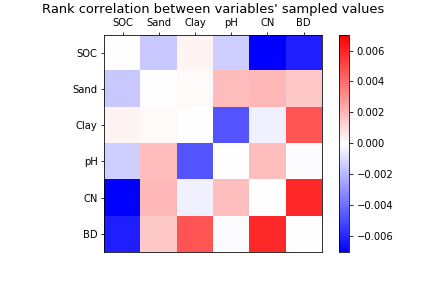 Rank correlation between variables' sampled values
SOC Sand Clay pH CN BD
SOC
Sand
Clay
pH
CN
BD
0.006
0.004
0.002
0.000
−0.002
−0.004
−0.006